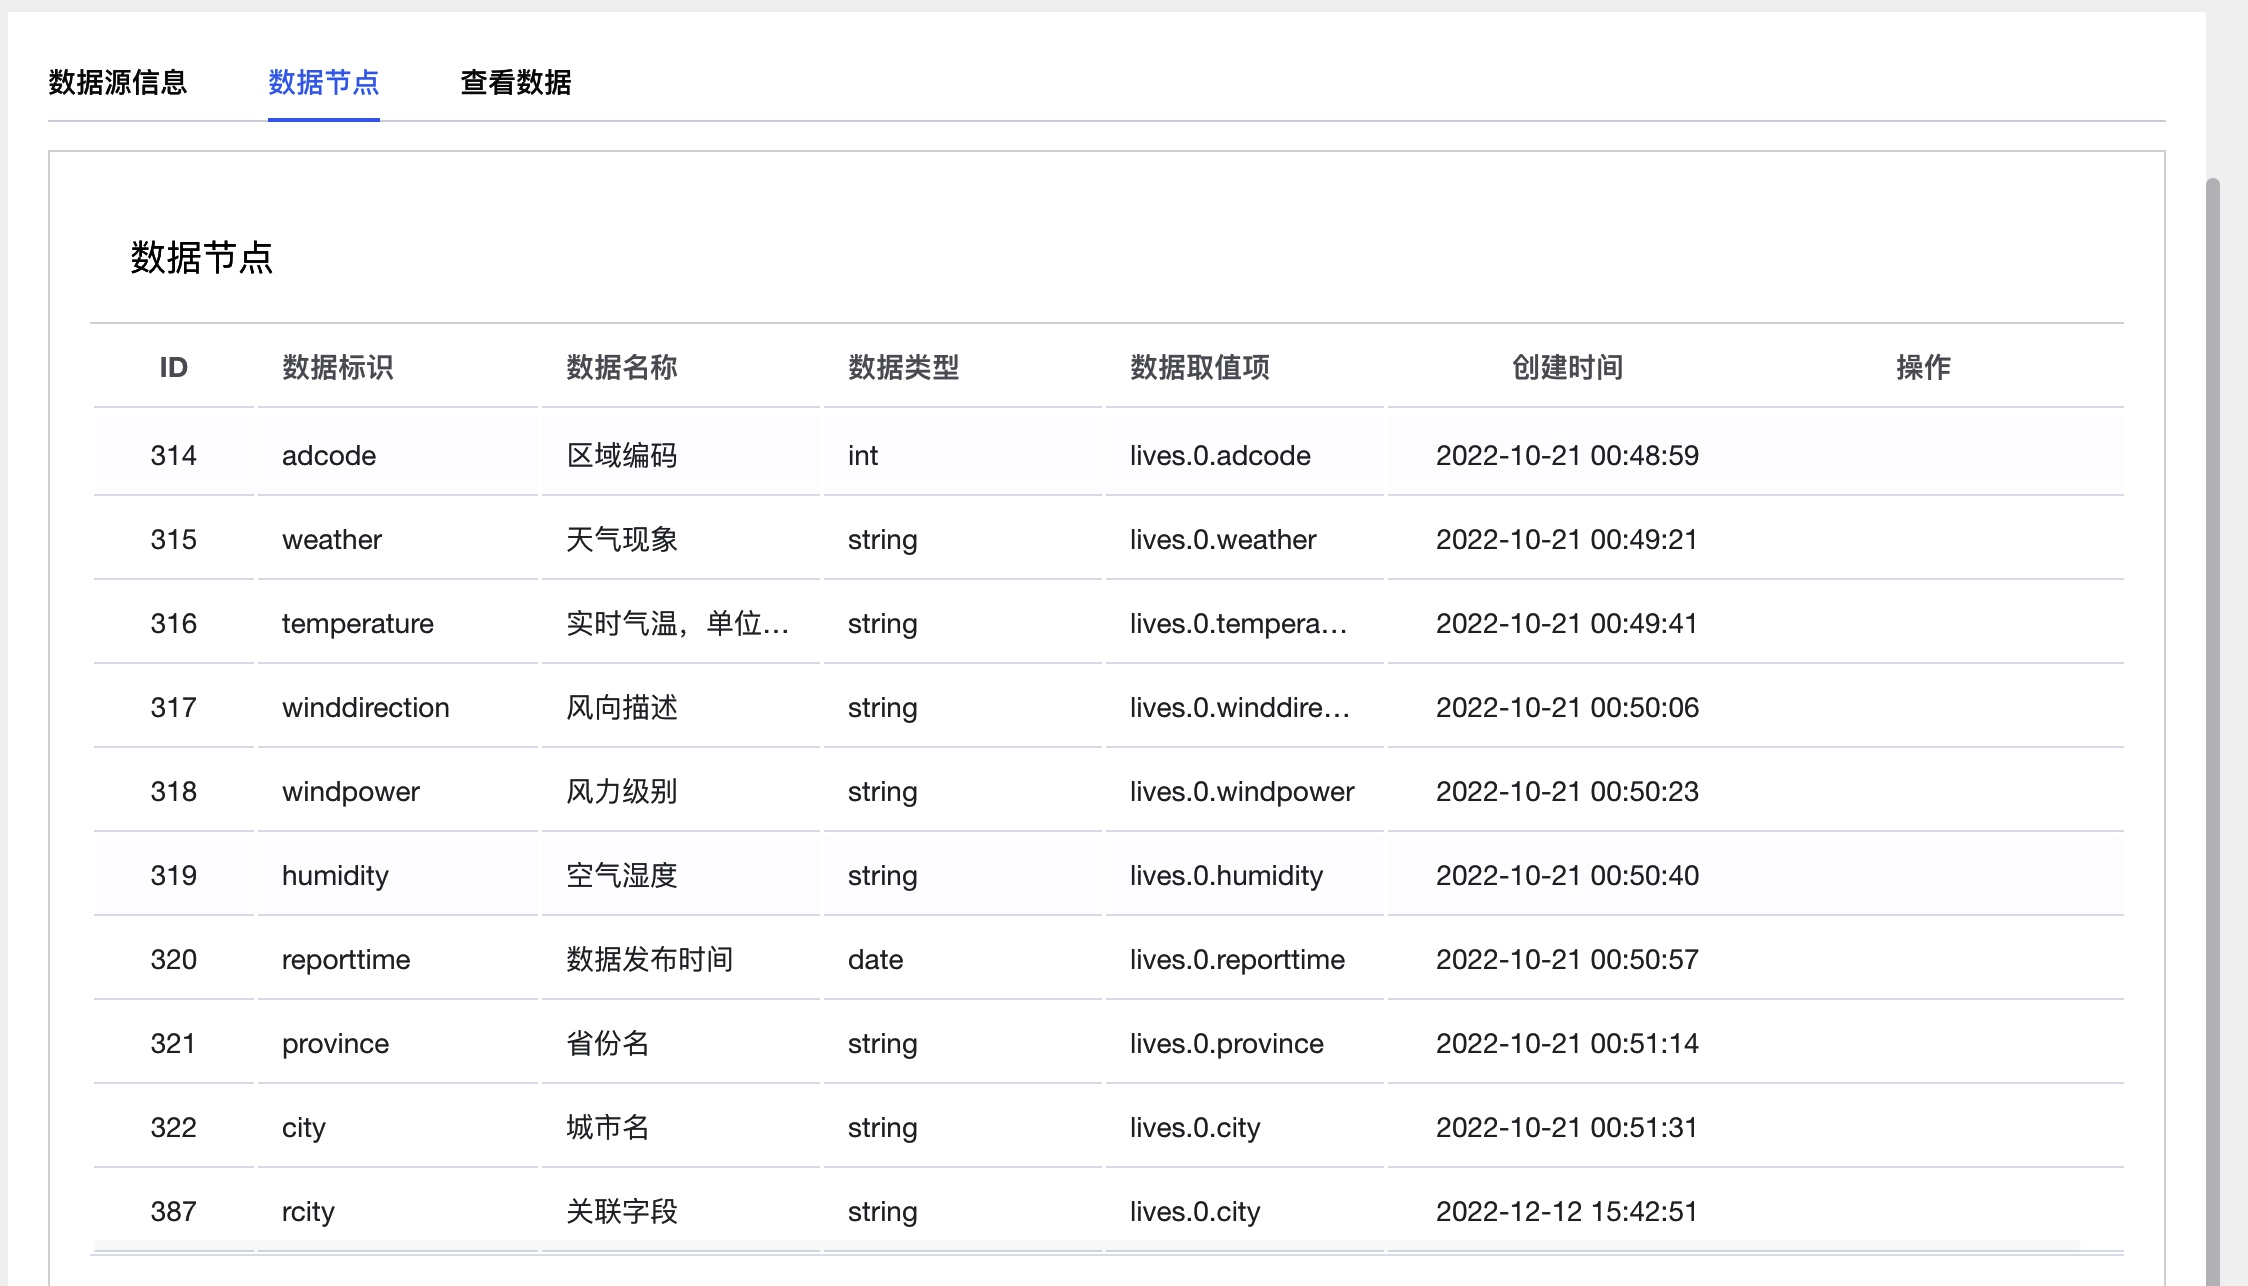 数据源信息 数据节点 查看数据
数据节点
ID 数据标识 数据名称 数据类型 数据取值项 创建时间 操作
314 adcode 区域编码 int lives.0.adcode 2022-10-21 00:48:59
315 weather 天气现象 string lives.0.weather 2022-10-21 00:49:21
316 temperature 实时气温，单位... string lives.0.tempera... 2022-10-21 00:49:41
317 winddirection 风向描述 string lives.0.winddire... 2022-10-21 00:50:06
318 windpower 风力级别 string lives.0.windpower 2022-10-21 00:50:23
319 humidity 空气湿度 string lives.0.humidity 2022-10-21 00:50:40
320 reporttime 数据发布时间 date lives.0.reporttime 2022-10-21 00:50:57
321 province 省份名 string lives.0.province 2022-10-21 00:51:14
322 city 城市名 string lives.0.city 2022-10-21 00:51:31
387 rcity 关联字段 string lives.0.city 2022-12-12 15:42:51